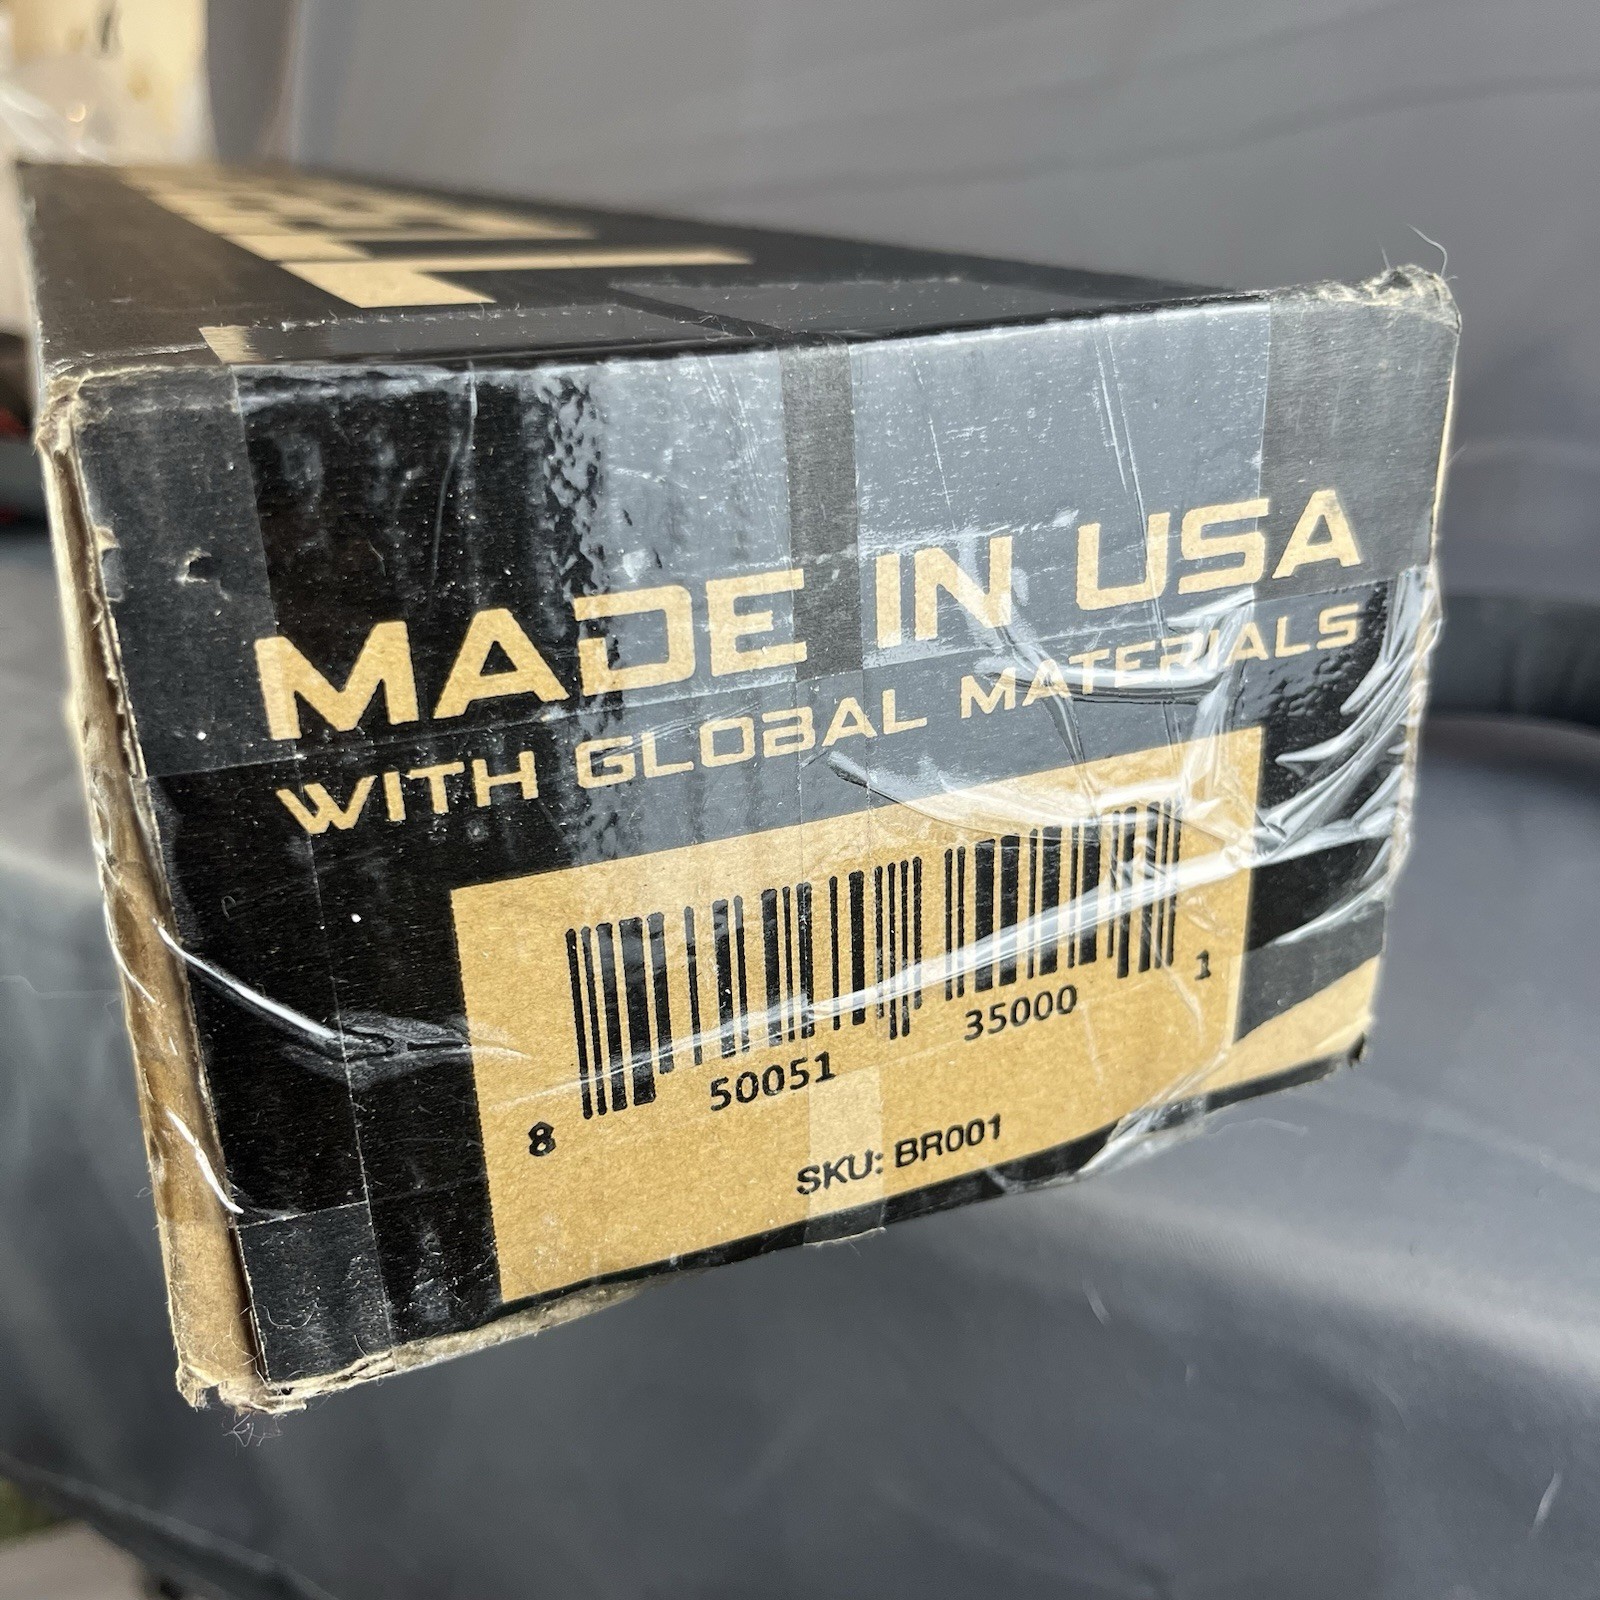 MADE IN USA
WITH GLOBAL MATERIALS
8 50051 35000 1
SKU: BR001